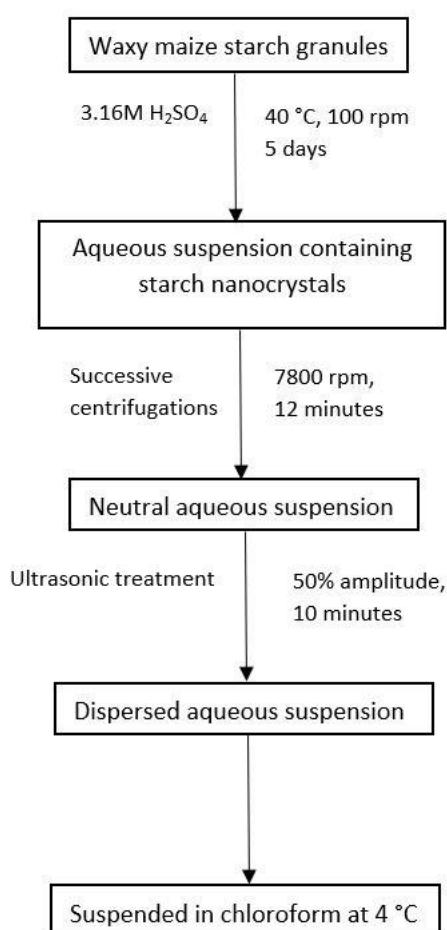 Waxy maize starch granules
3.16M H₂SO₄
40 °C, 100 rpm
5 days
Aqueous suspension containing
starch nanocrystals
Successive
centrifugations
7800 rpm,
12 minutes
Neutral aqueous suspension
Ultrasonic treatment
50% amplitude,
10 minutes
Dispersed aqueous suspension
Suspended in chloroform at 4 °C